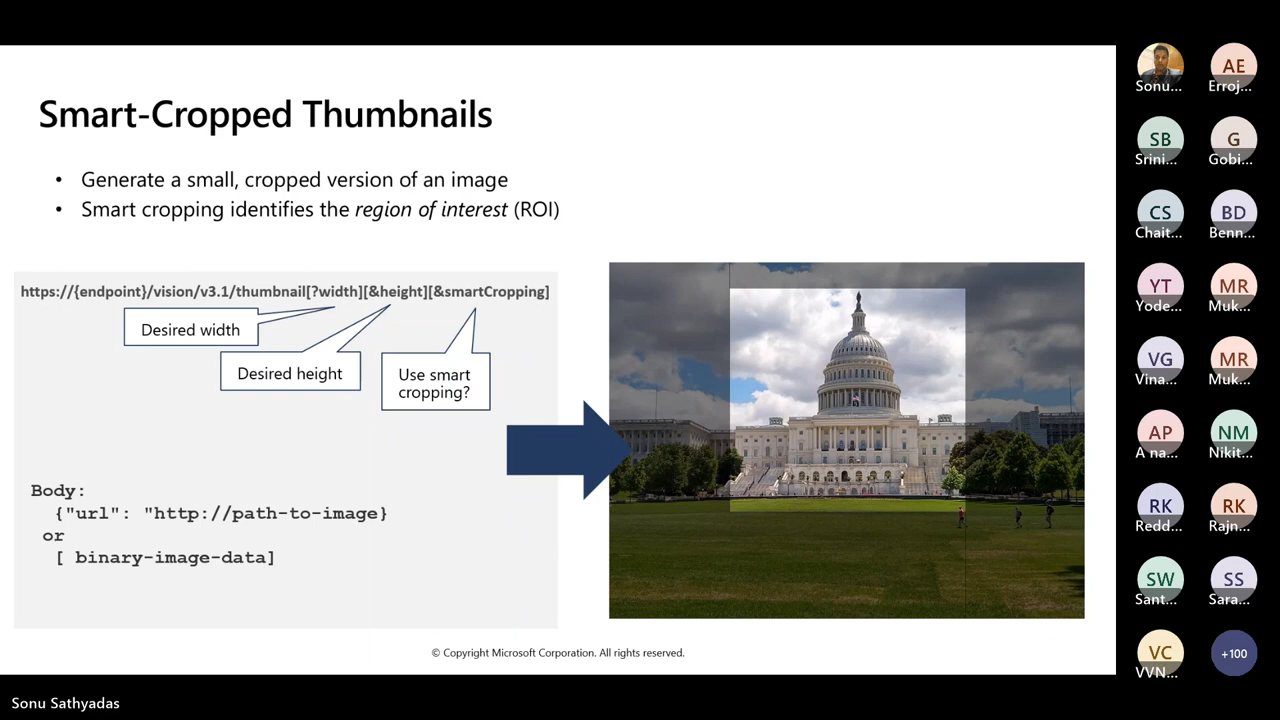 Smart-Cropped Thumbnails
• Generate a small, cropped version of an image
• Smart cropping identifies the region of interest (ROI)
https://{endpoint}/vision/v3.1/thumbnail[?width][&height][&smartCropping]
Desired width
Desired height
Use smart
cropping?
Body:
{"url": "http://path-to-image}
or
[ binary-image-data]
© Copyright Microsoft Corporation. All rights reserved.
Sonu Sathyadas
Sonu...
AE
Erroj...
SB
Srini...
G
Gobi...
CS
Chait...
BD
Benn...
YT
Yode...
MR
Muk...
VG
Vina...
MR
Muk...
AP
A na...
NM
Nikit...
RK
Redd...
RK
Rajn...
SW
Sant...
SS
Sara...
VC
VVN...
+100